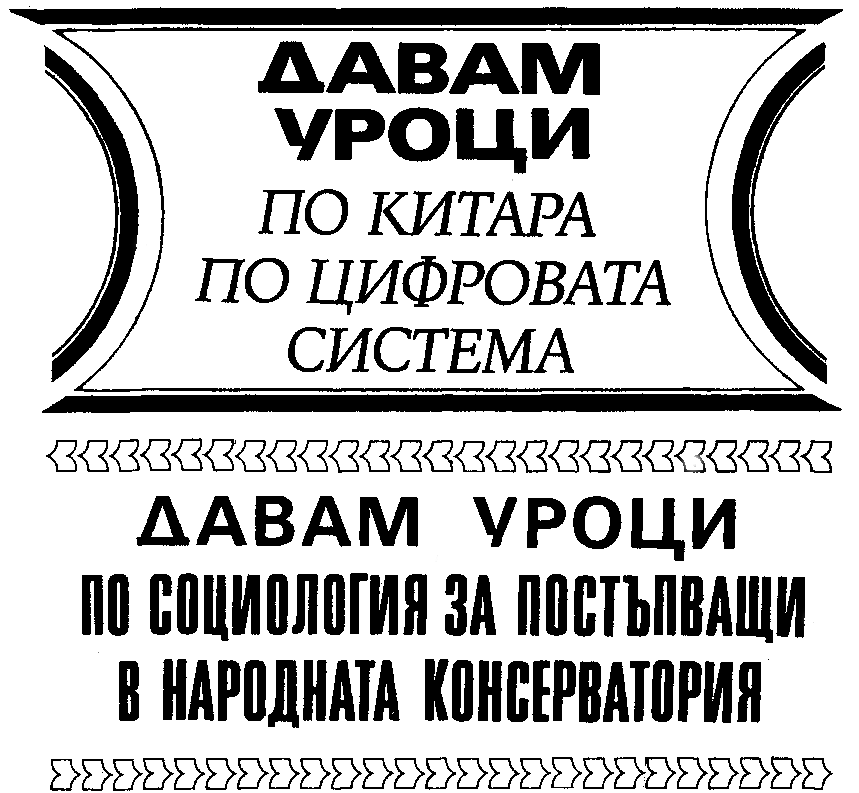 ДАВАМ
УРОЦИ
ПО КИТАРА
ПО ЦИФРОВАТА
СИСТЕМА
ДАВАМ УРОЦИ
ПО СОЦИОЛОГИЯ ЗА ПОСТЪПВАЩИ
В НАРОДНАТА КОНСЕРВАТОРИЯ